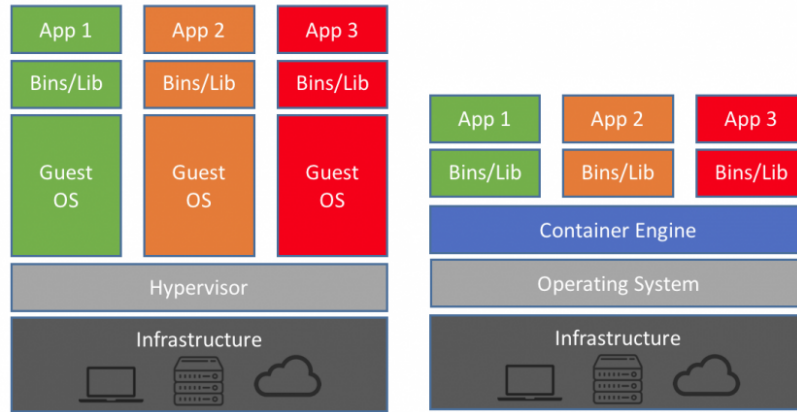 App 1
App 2
App 3
Bins/Lib
Bins/Lib
Bins/Lib
Guest
OS
Guest
OS
Guest
OS
Hypervisor
Infrastructure
App 1
App 2
App 3
Bins/Lib
Bins/Lib
Bins/Lib
Container Engine
Operating System
Infrastructure